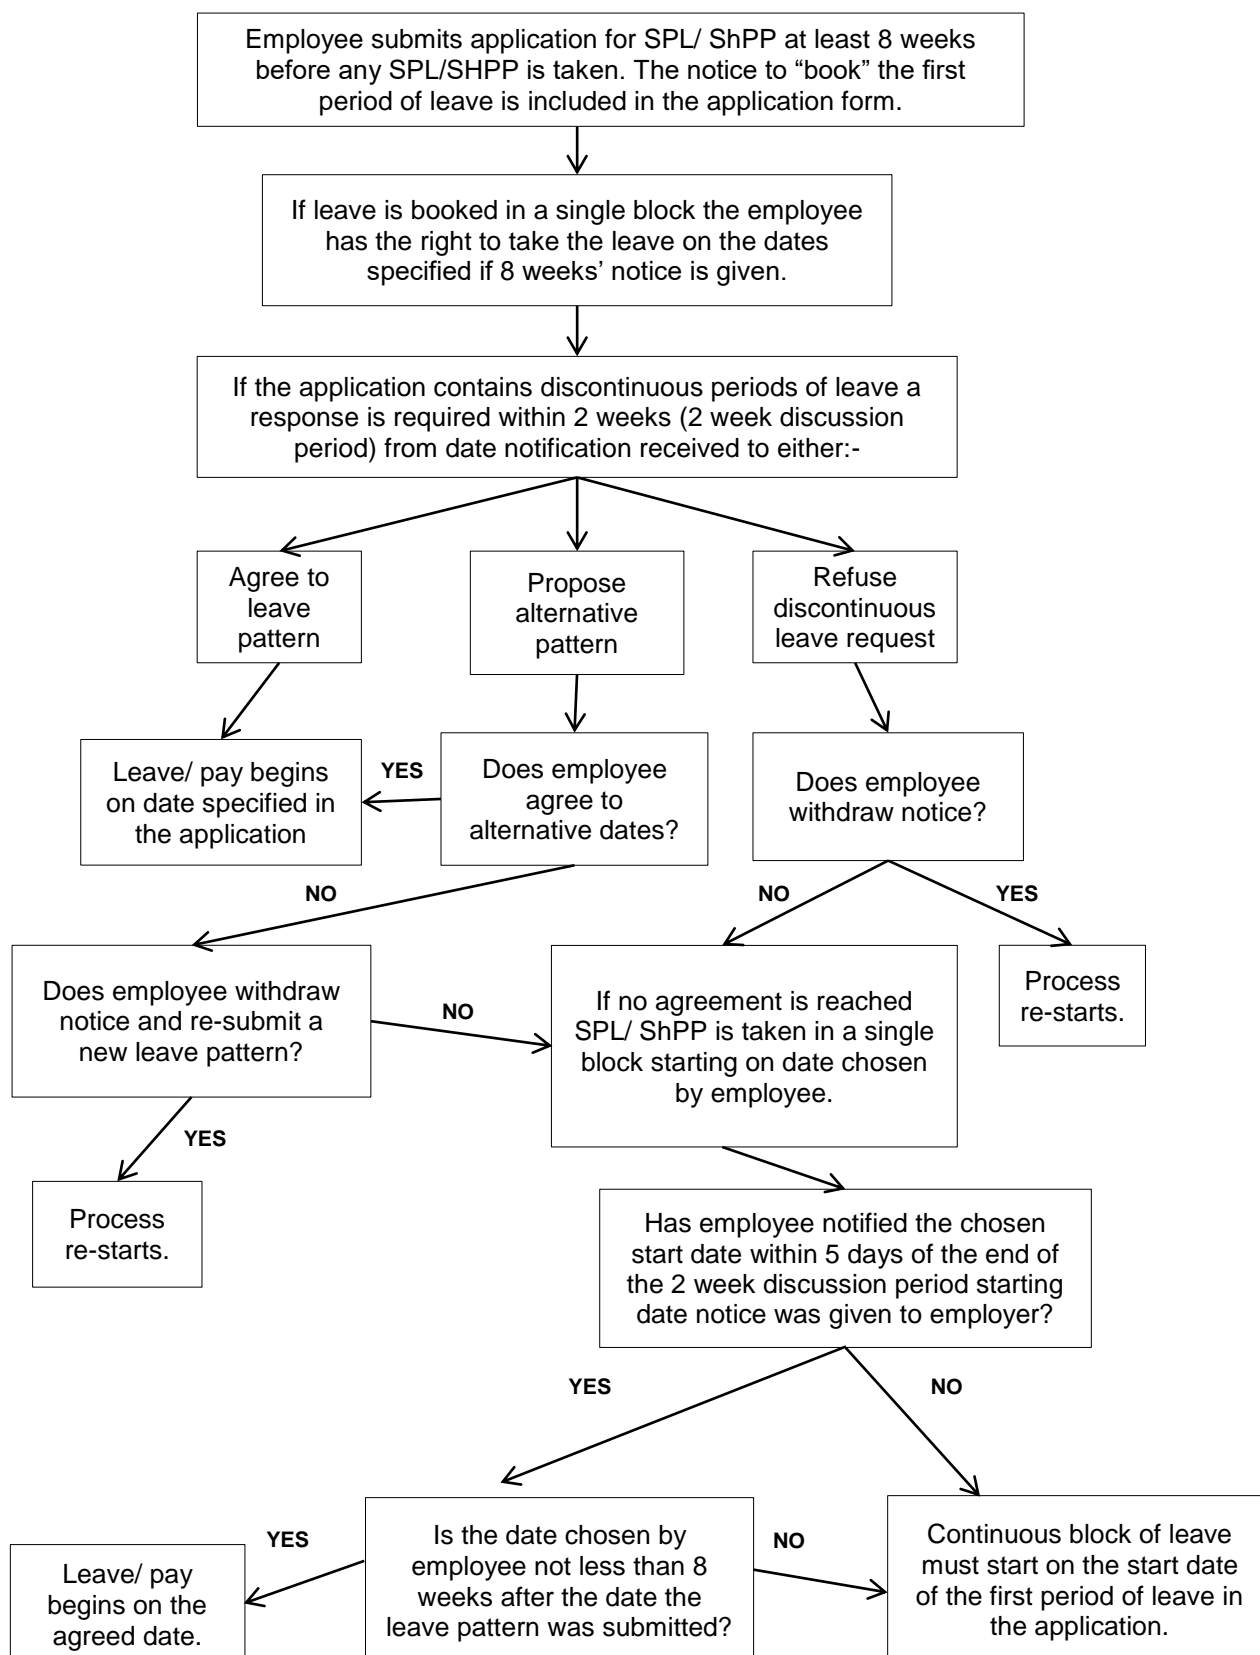 Employee submits application for SPL/ ShPP at least 8 weeks
before any SPL/SHPP is taken. The notice to “book” the first
period of leave is included in the application form.
If leave is booked in a single block the employee
has the right to take the leave on the dates
specified if 8 weeks’ notice is given.
If the application contains discontinuous periods of leave a
response is required within 2 weeks (2 week discussion
period) from date notification received to either:-
Agree to
leave
pattern
Propose
alternative
pattern
Refuse
discontinuous
leave request
Leave/ pay begins
on date specified in
the application
YES
Does employee
agree to
alternative dates?
Does employee
withdraw notice?
NO
NO
YES
Does employee withdraw
notice and re-submit a
new leave pattern?
NO
If no agreement is reached
SPL/ ShPP is taken in a single
block starting on date chosen
by employee.
Process
re-starts.
YES
Process
re-starts.
Has employee notified the chosen
start date within 5 days of the end of
the 2 week discussion period starting
date notice was given to employer?
YES
NO
Leave/ pay
begins on the
agreed date.
YES
Is the date chosen by
employee not less than 8
weeks after the date the
leave pattern was submitted?
NO
Continuous block of leave
must start on the start date
of the first period of leave in
the application.